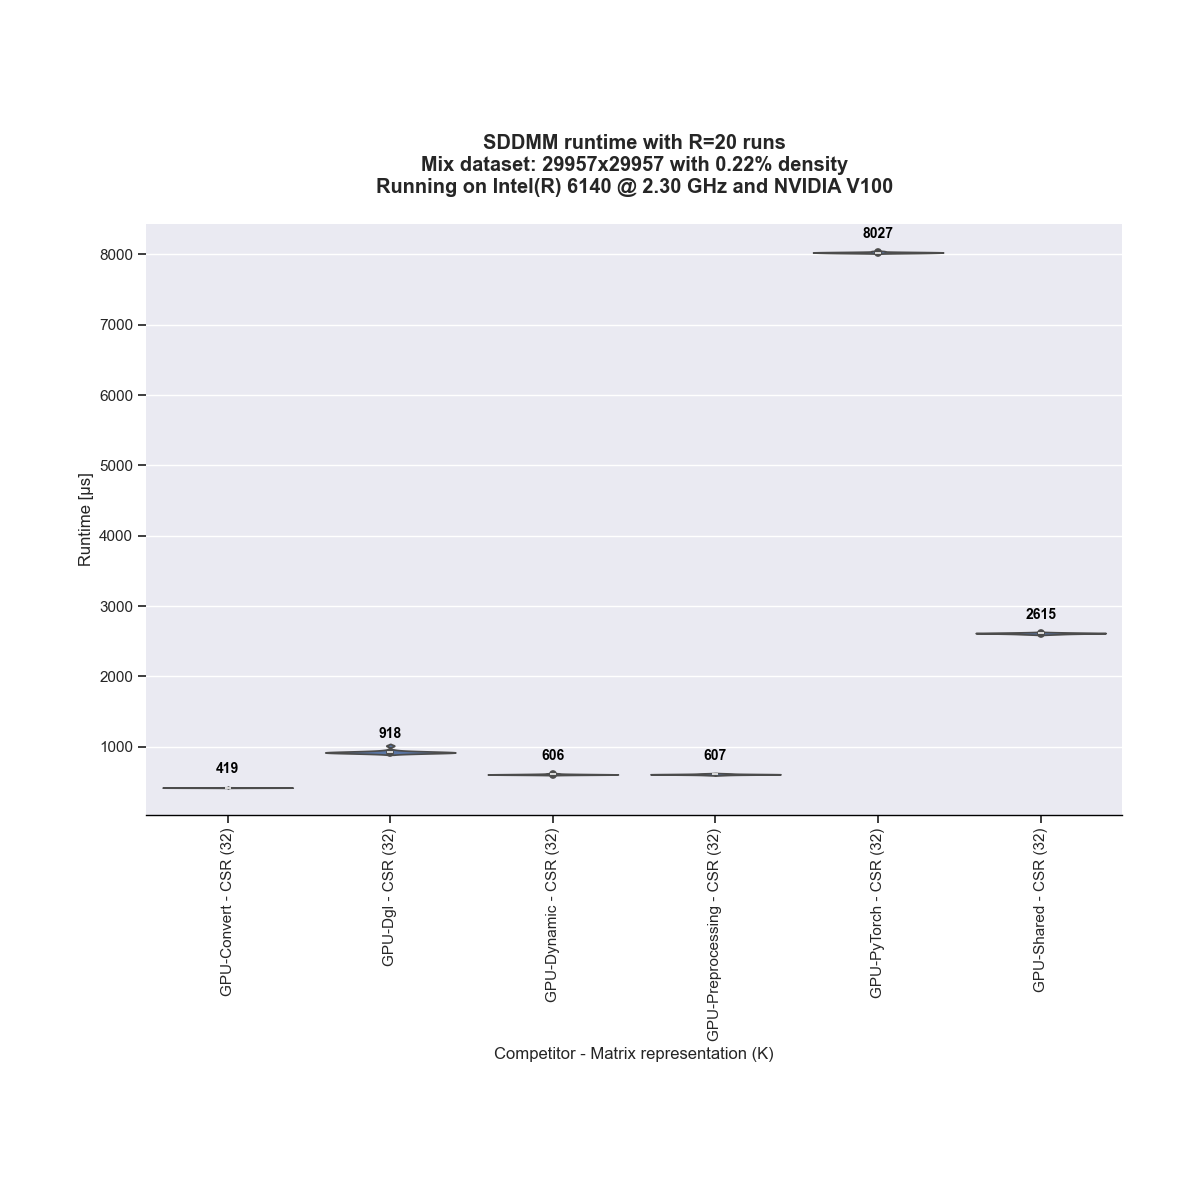 SDDMM runtime with R=20 runs
Mix dataset: 29957x29957 with 0.22% density
Running on Intel(R) 6140 @ 2.30 GHz and NVIDIA V100
8027
8000
7000
6000
5000
4000
3000
2000
1000
Runtime [µs]
2615
918
606
607
419
GPU-Convert - CSR (32)
GPU-Dgl - CSR (32)
GPU-Dynamic - CSR (32)
GPU-Preprocessing - CSR (32)
GPU-PyTorch - CSR (32)
GPU-Shared - CSR (32)
Competitor - Matrix representation (K)